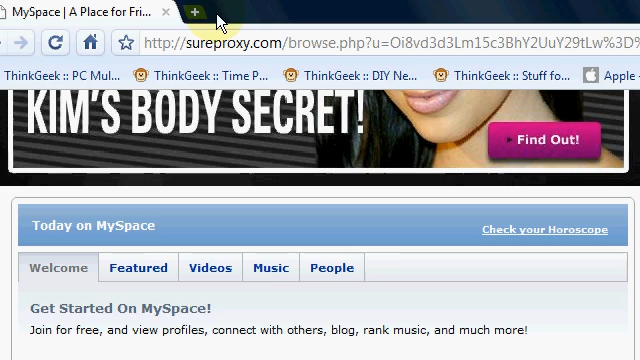 MySpace | A Place for Fri...
http://sureproxy.com/browse.php?u=Oi8vd3d3Lm15c3BhY2UuY29tLw%3D%
ThinkGeek :: PC Mul... ThinkGeek :: Time P... ThinkGeek :: DIY Ne... ThinkGeek :: Stuff fo... Apple
KIM'S BODY SECRET!
Find Out!
Today on MySpace Check your Horoscope
Welcome Featured Videos Music People
Get Started On MySpace!
Join for free, and view profiles, connect with others, blog, rank music, and much more!